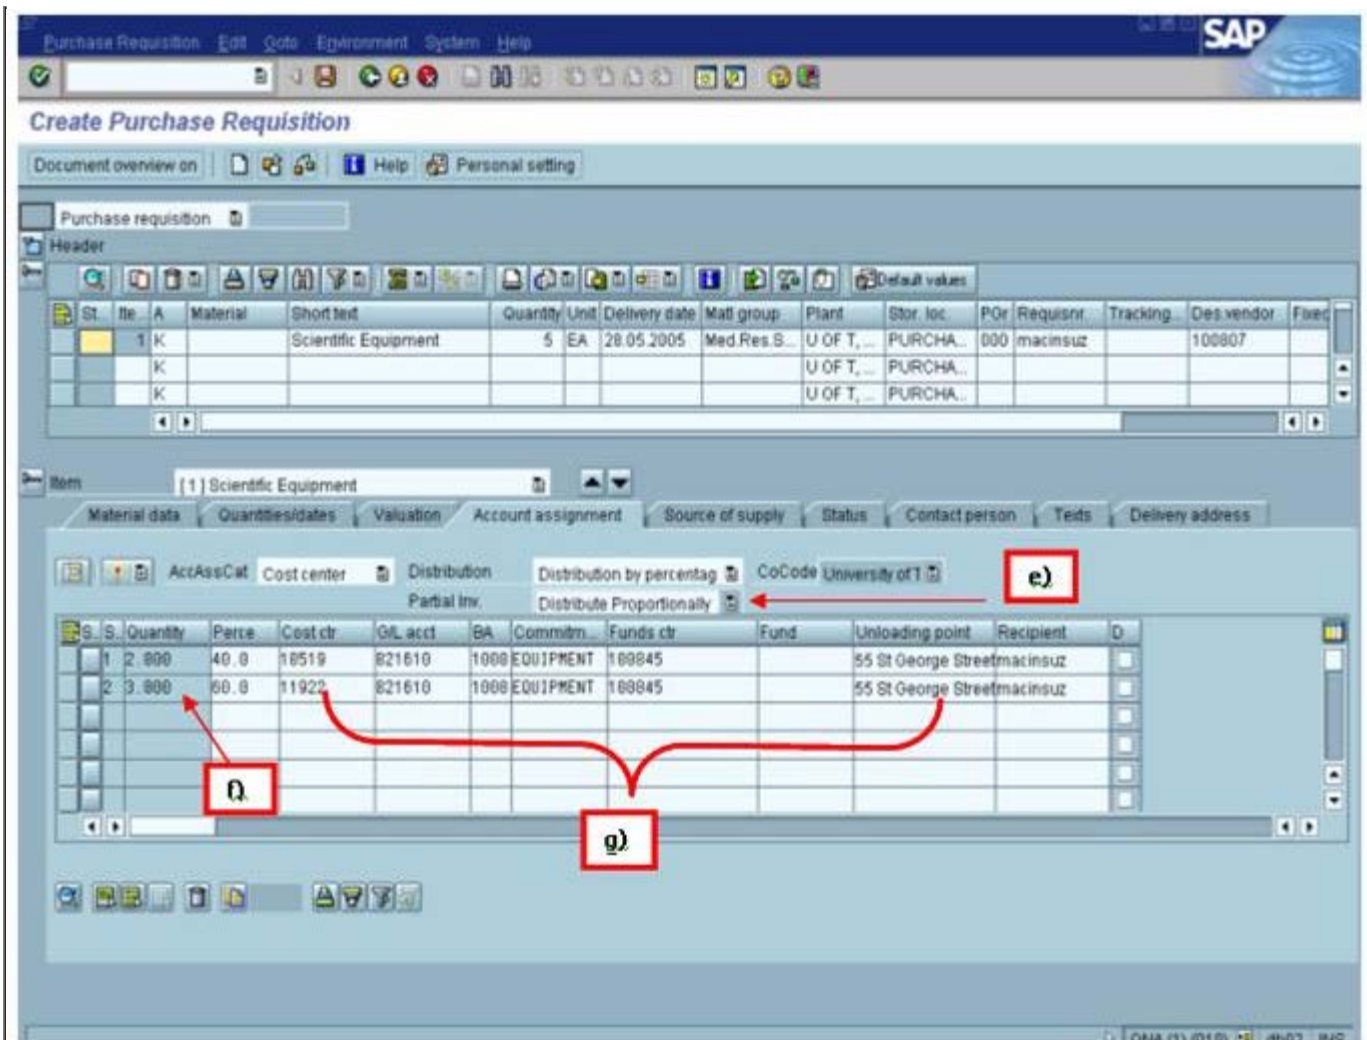 Purchase Requisition Edit Goto Environment System Help
SAP
Create Purchase Requisition
Document overview on Help Personal setting
Purchase requisition
Header
Default values
St. Ite.. A Material Short text Quantity Unit Delivery date Matl group Plant Stor. loc. POr Requisnr. Tracking... Des.vendor Fixed
1 K Scientific Equipment 5 EA 28.05.2005 Med.Res.S... U OF T, ... PURCHA... 000 macinsuz 100807
K U OF T, ... PURCHA...
K U OF T, ... PURCHA...
Item [ 1 ] Scientific Equipment
Material data Quantities/dates Valuation Account assignment Source of supply Status Contact person Texts Delivery address
AccAssCat Cost center Distribution Distribution by percentag CoCode University of T
e)
Partial Inv. Distribute Proportionally
S.. S.. Quantity Perce Cost ctr G/L acct BA Commitm... Funds ctr Fund Unloading point Recipient D
1 2.000 40.0 10519 821610 1000 EQUIPMENT 100045 55 St George Street macinsuz
2 3.000 60.0 11922 821610 1000 EQUIPMENT 100045 55 St George Street macinsuz
f)
g)